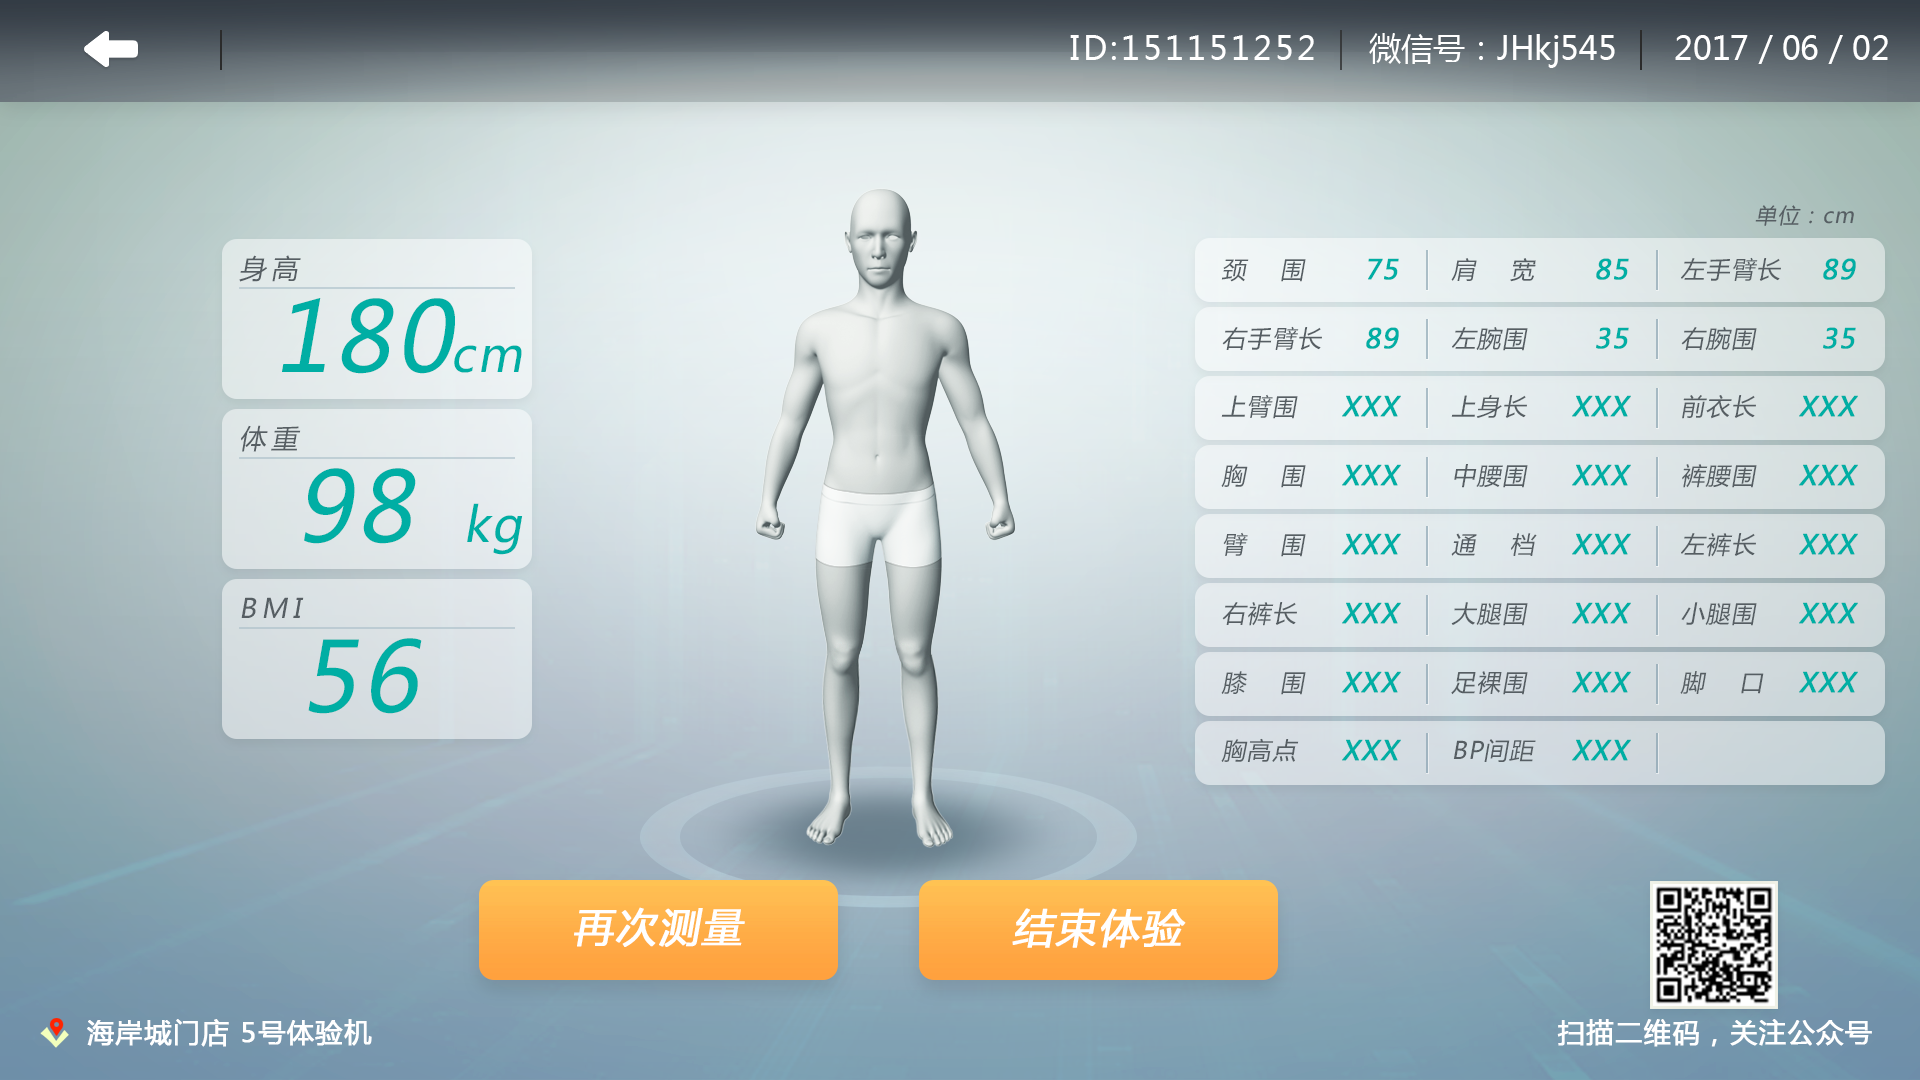 ID:151151252 微信号：JHkj545 2017 / 06 / 02
单位：cm
身高
180cm
体重
98 kg
BMI
56
颈 围 75 肩 宽 85 左手臂长 89
右手臂长 89 左腕围 35 右腕围 35
上臂围 XXX 上身长 XXX 前衣长 XXX
胸 围 XXX 中腰围 XXX 裤腰围 XXX
臂 围 XXX 通 档 XXX 左裤长 XXX
右裤长 XXX 大腿围 XXX 小腿围 XXX
膝 围 XXX 足裸围 XXX 脚 口 XXX
胸高点 XXX BP间距 XXX
再次测量 结束体验
海岸城门店 5号体验机
扫描二维码，关注公众号